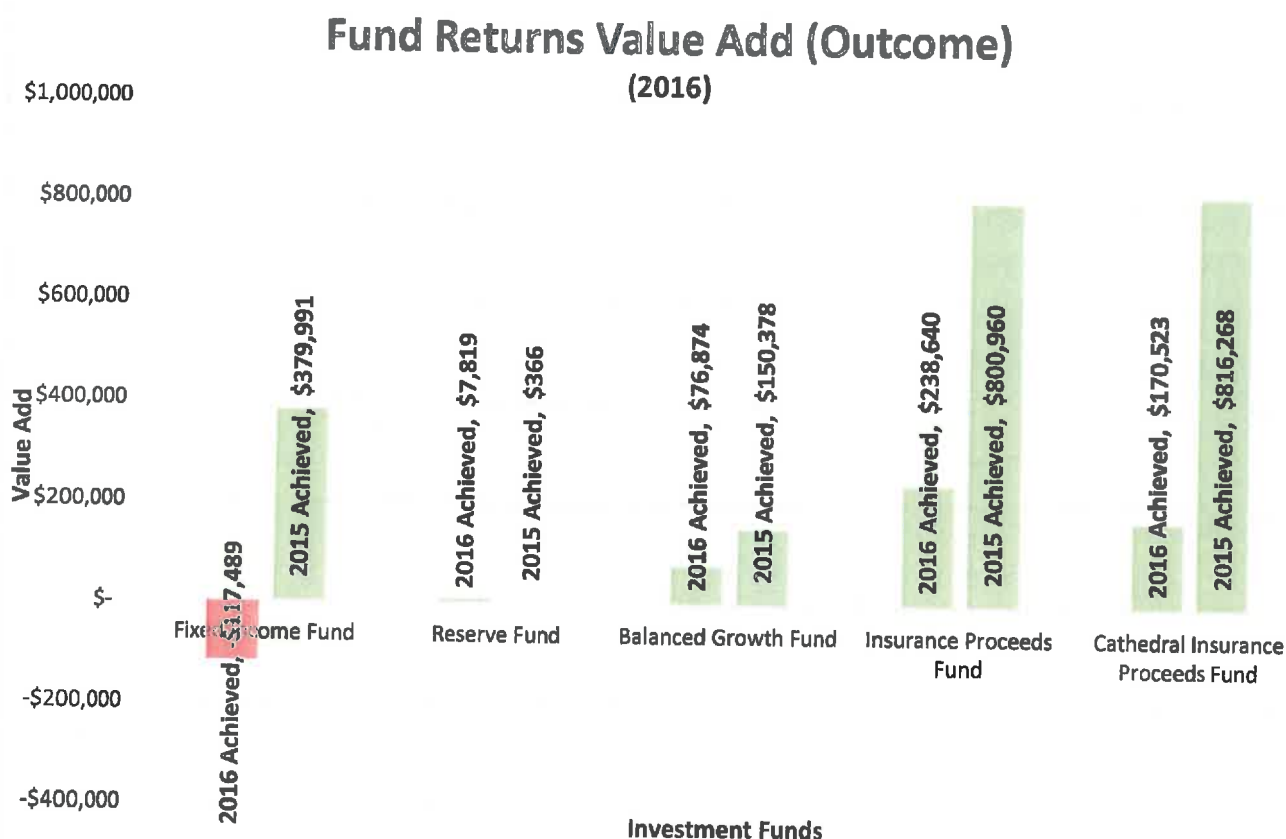 Fund Returns Value Add (Outcome)
(2016)
$1,000,000
$800,000
$600,000
$400,000
$200,000
$-
-$200,000
-$400,000
Value Add
2016 Achieved, -$117,489
2015 Achieved, $379,991
2016 Achieved, $7,819
2015 Achieved, $366
2016 Achieved, $76,874
2015 Achieved, $150,378
2016 Achieved, $238,640
2015 Achieved, $800,960
2016 Achieved, $170,523
2015 Achieved, $816,268
Fixed Income Fund
Reserve Fund
Balanced Growth Fund
Insurance Proceeds
Fund
Cathedral Insurance
Proceeds Fund
Investment Funds